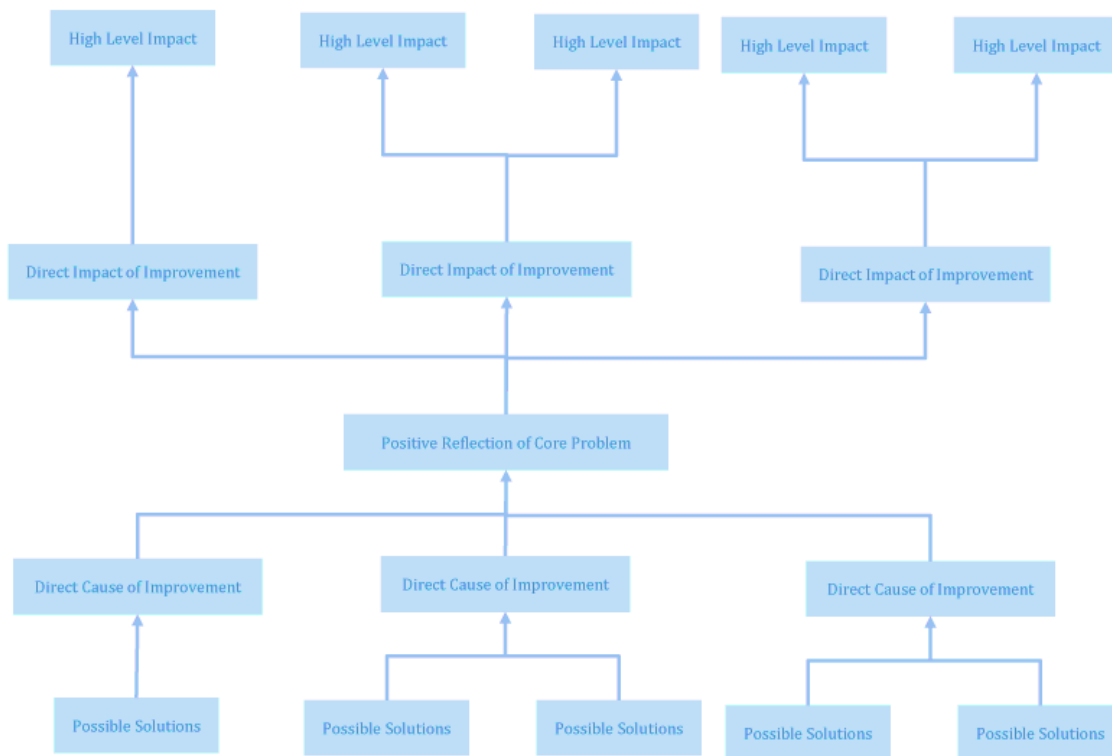 High Level Impact
High Level Impact
High Level Impact
High Level Impact
High Level Impact
Direct Impact of Improvement
Direct Impact of Improvement
Direct Impact of Improvement
Positive Reflection of Core Problem
Direct Cause of Improvement
Direct Cause of Improvement
Direct Cause of Improvement
Possible Solutions
Possible Solutions
Possible Solutions
Possible Solutions
Possible Solutions